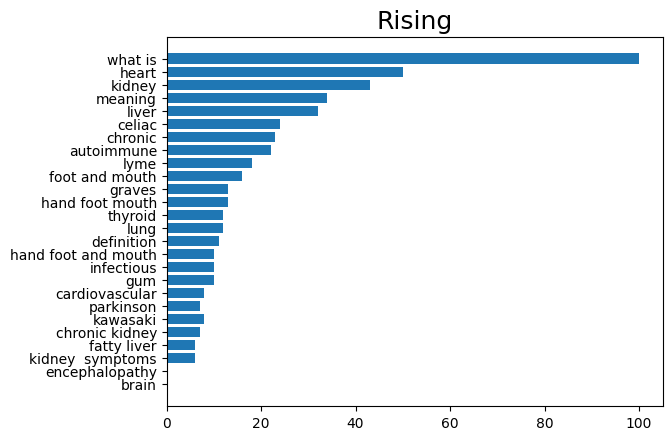 Rising
what is
heart
kidney
meaning
liver
celiac
chronic
autoimmune
lyme
foot and mouth
graves
hand foot mouth
thyroid
lung
definition
hand foot and mouth
infectious
gum
cardiovascular
parkinson
kawasaki
chronic kidney
fatty liver
kidney  symptoms
encephalopathy
brain
0 20 40 60 80 100